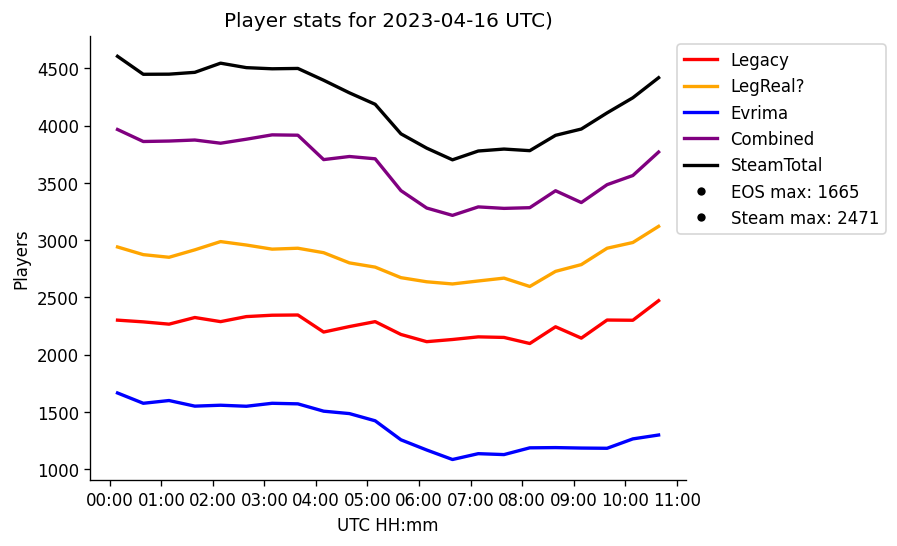 Player stats for 2023-04-16 UTC)
Legacy
LegReal?
Evrima
Combined
SteamTotal
EOS max: 1665
Steam max: 2471
Players
4500
4000
3500
3000
2500
2000
1500
1000
00:00 01:00 02:00 03:00 04:00 05:00 06:00 07:00 08:00 09:00 10:00 11:00
UTC HH:mm